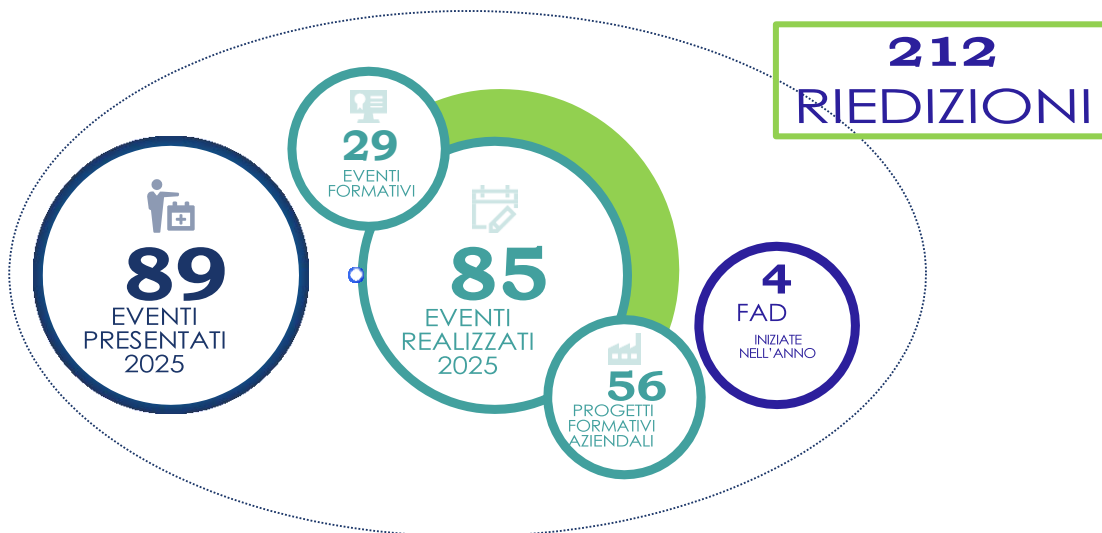 212
RIEDIZIONI
29
EVENTI
FORMATIVI
89
EVENTI
PRESENTATI
2025
85
EVENTI
REALIZZATI
2025
4
FAD
INIZIATE
NELL'ANNO
56
PROGETTI
FORMATIVI
AZIENDALI